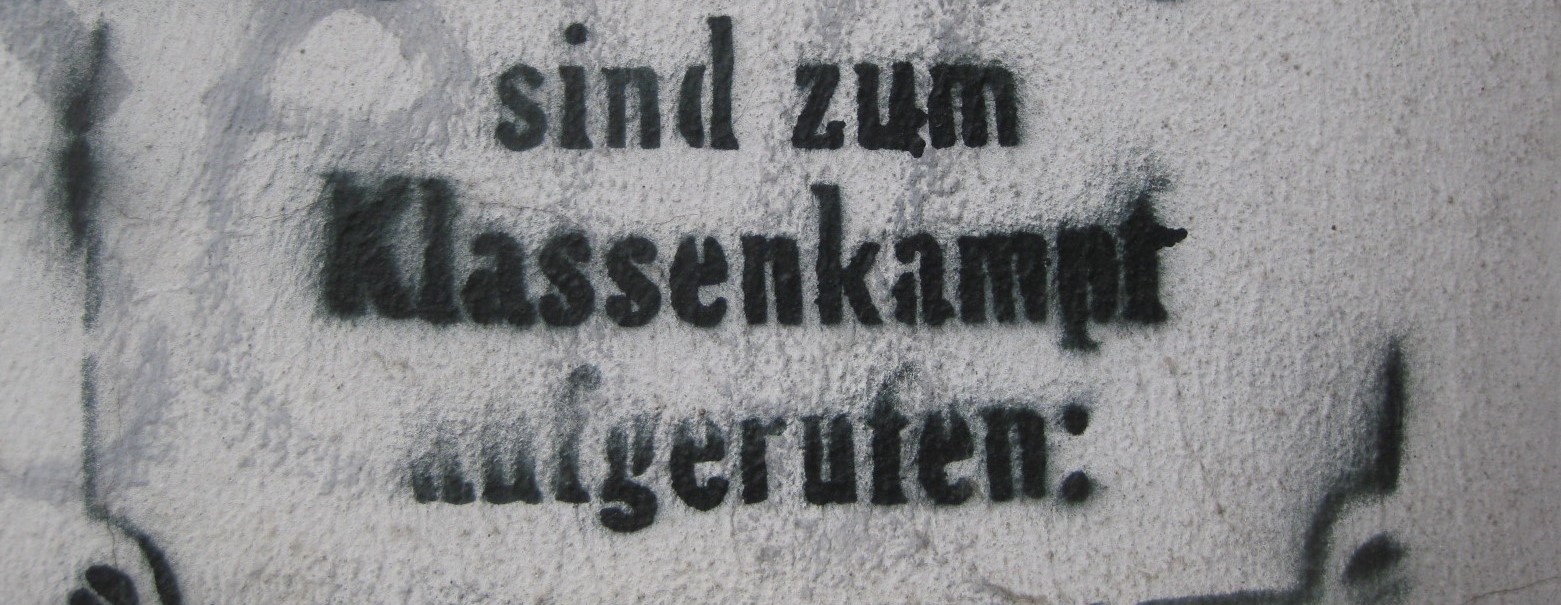 sind zum
Klassenkampf
aufgerufen: